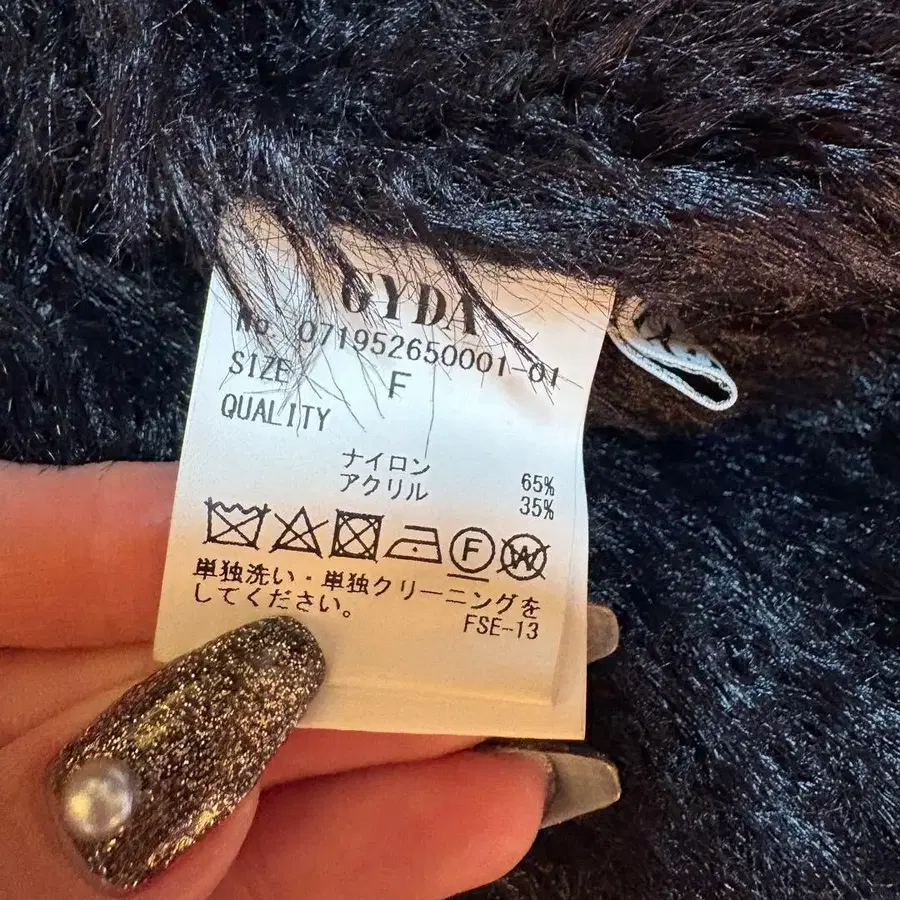 GYDA
No. 071952650001-01
SIZE F
QUALITY
ナイロン 65%
アクリル 35%
F W
単独洗い・単独クリーニングを
してください。
FSE-13